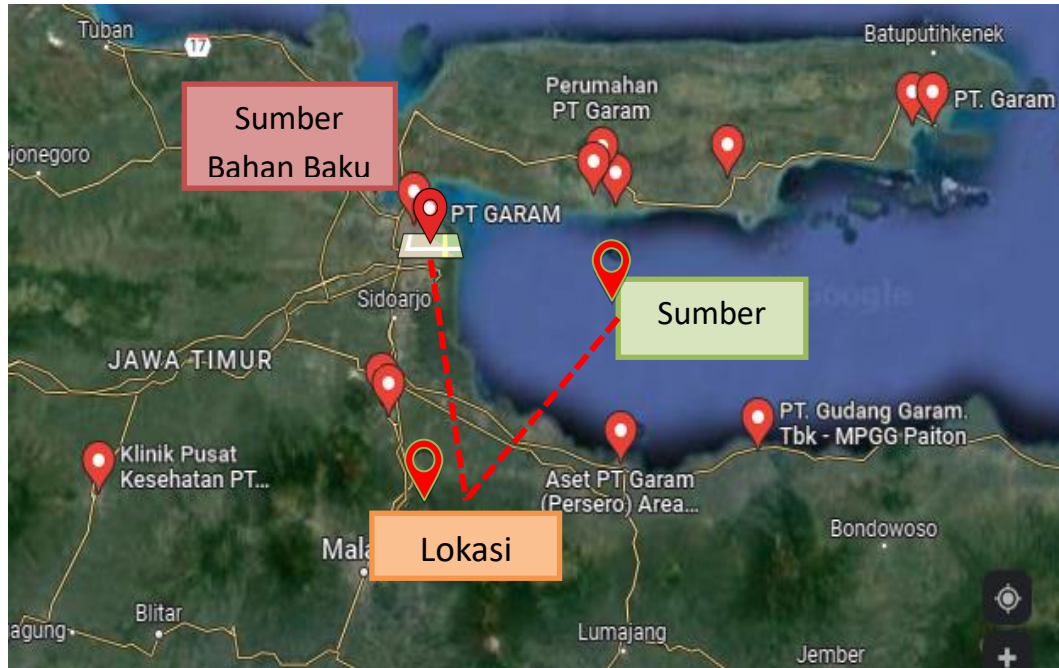 Tuban
17
Batuputihkenek
Sumber
Bahan Baku
Perumahan
PT Garam
PT. Garam
ojonegoro
PT GARAM
Sidoarjo
Sumber
Google
JAWA TIMUR
PT. Gudang Garam.
Tbk - MPGG Paiton
Klinik Pusat
Kesehatan PT...
Aset PT Garam
(Persero) Area...
Bondowoso
Lokasi
Mala
Blitar
agung
Lumajang
Jember